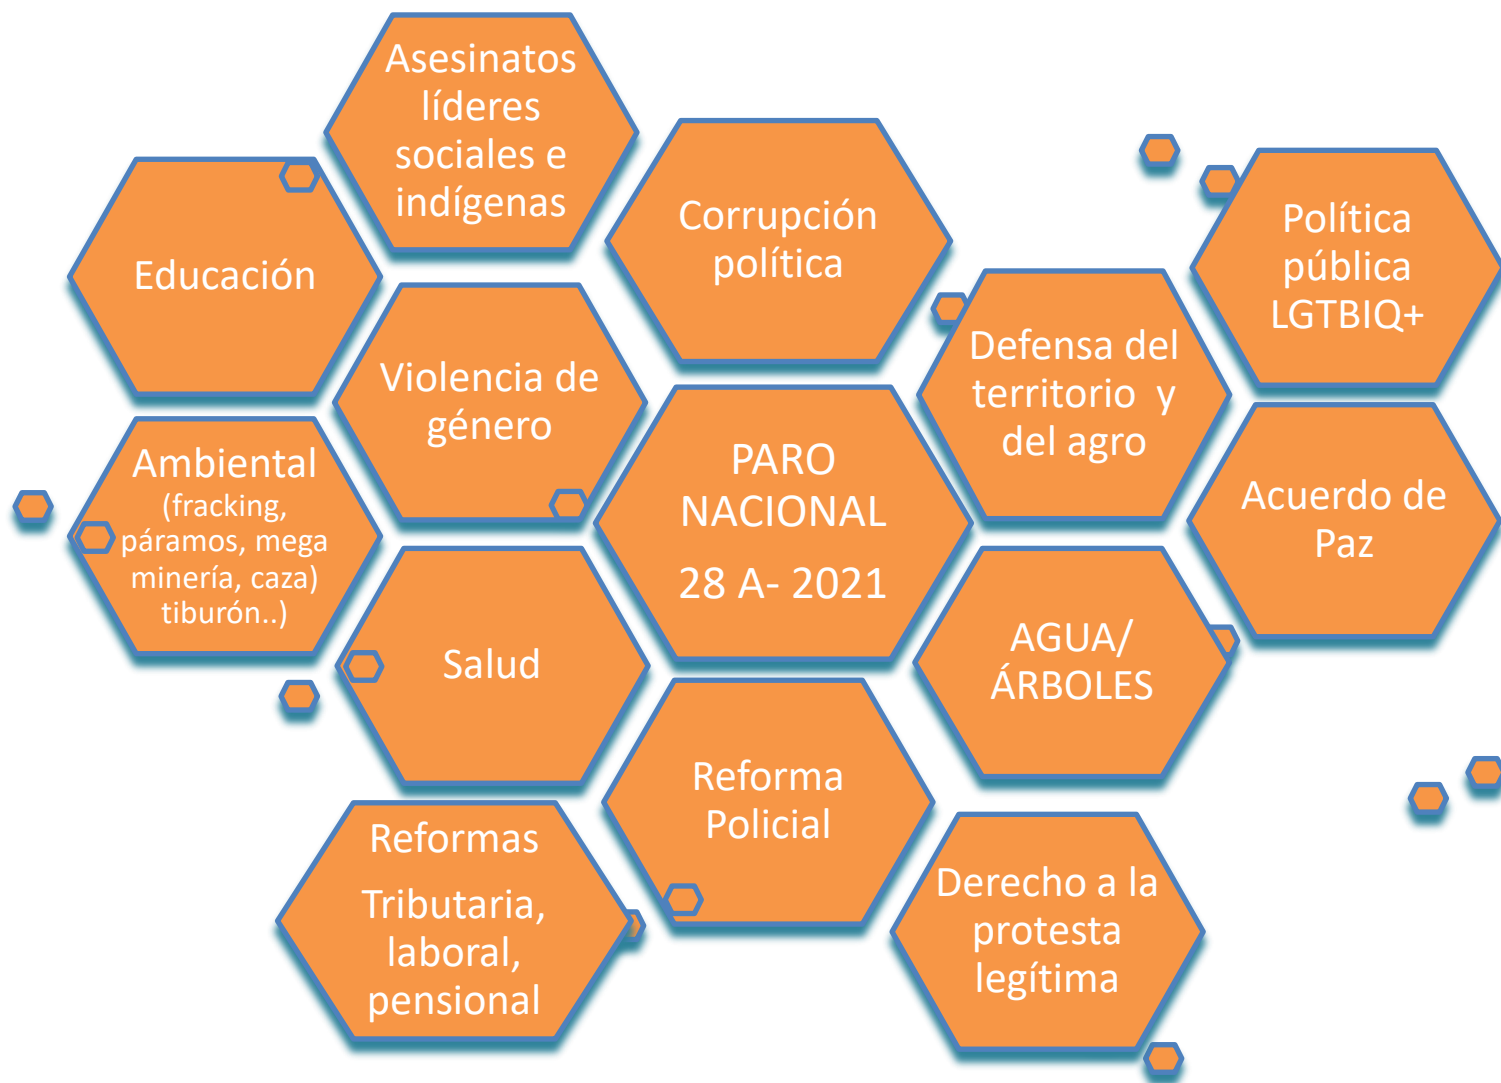 Asesinatos
líderes
sociales e
indígenas
Corrupción
política
Política
pública
LGTBIQ+
Educación
Violencia de
género
Defensa del
territorio y
del agro
Ambiental
(fracking,
páramos, mega
minería, caza)
tiburón..)
PARO
NACIONAL
28 A- 2021
Acuerdo de
Paz
Salud
AGUA/
ÁRBOLES
Reforma
Policial
Reformas
Tributaria,
laboral,
pensional
Derecho a la
protesta
legítima